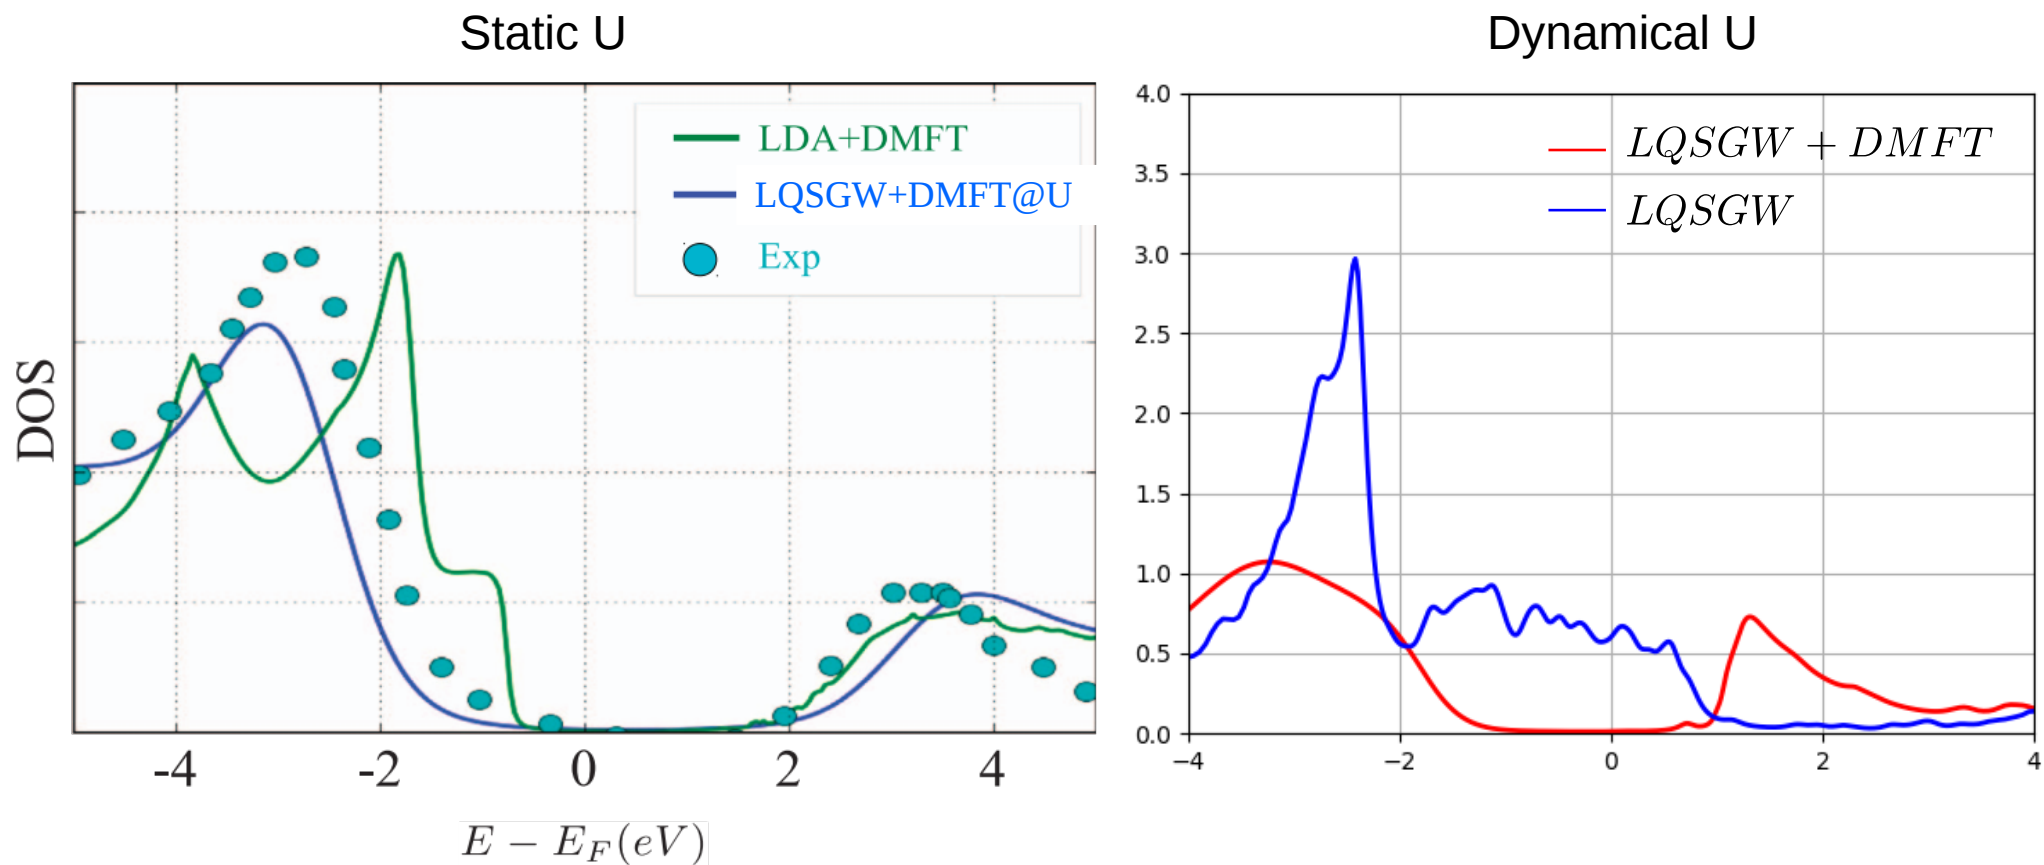 Static U
Dynamical U
LDA+DMFT
LQSGW+DMFT@U
Exp
DOS
-4
-2
0
2
4
E − E_F(eV)
4.0
3.5
3.0
2.5
2.0
1.5
1.0
0.5
0.0
LQSGW + DMFT
LQSGW
−4
−2
0
2
4